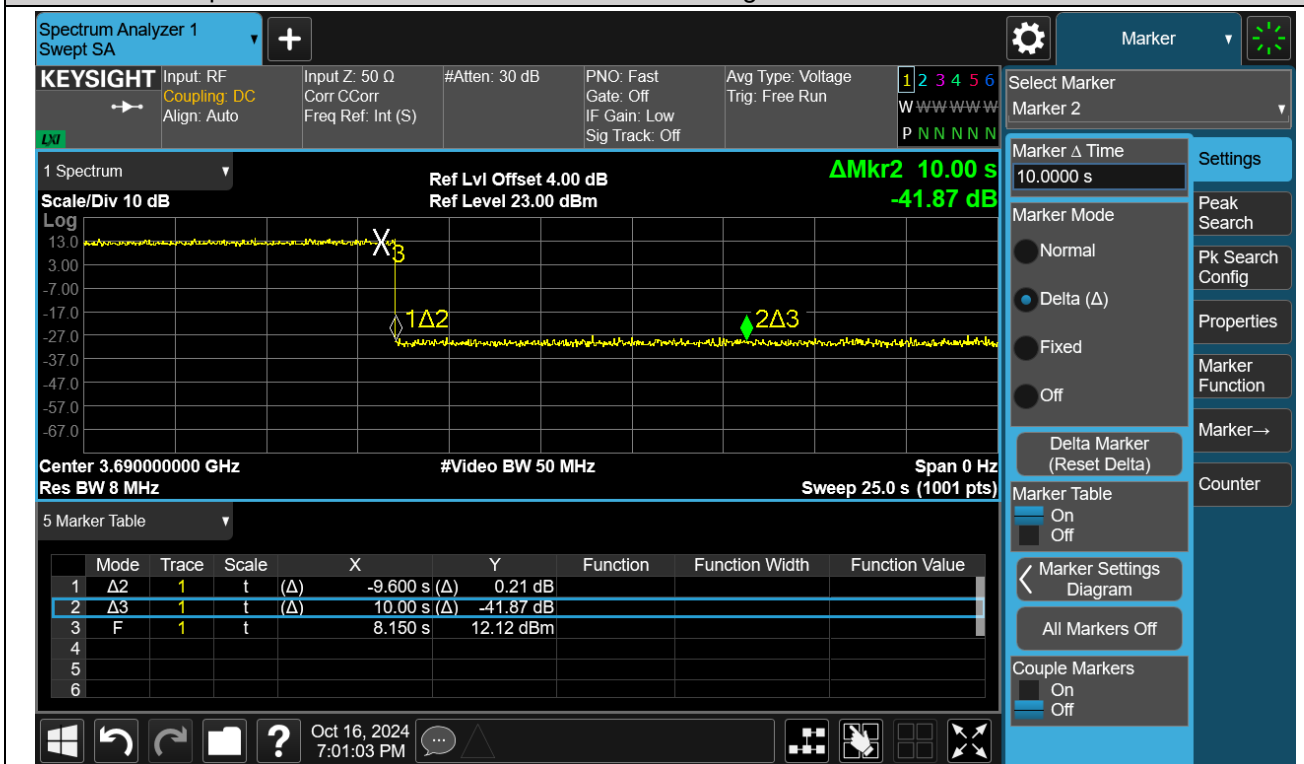 Spectrum Analyzer 1
Swept SA
Marker
KEYSIGHT
LXI
Input: RF
Coupling: DC
Align: Auto
Input Z: 50 Ω
Corr CCorr
Freq Ref: Int (S)
#Atten: 30 dB
PNO: Fast
Gate: Off
IF Gain: Low
Sig Track: Off
Avg Type: Voltage
Trig: Free Run
1 2 3 4 5 6
W W W W W W
P N N N N N
1 Spectrum
Scale/Div 10 dB
Ref Lvl Offset 4.00 dB
Ref Level 23.00 dBm
ΔMkr2 10.00 s
-41.87 dB
Log
13.0
3.00
-7.00
-17.0
-27.0
-37.0
-47.0
-57.0
-67.0
3
1Δ2
2Δ3
Center 3.690000000 GHz
#Video BW 50 MHz
Span 0 Hz
Res BW 8 MHz
Sweep 25.0 s (1001 pts)
5 Marker Table
Mode Trace Scale X Y Function Function Width Function Value
1 Δ2 1 t (Δ) -9.600 s (Δ) 0.21 dB
2 Δ3 1 t (Δ) 10.00 s (Δ) -41.87 dB
3 F 1 t 8.150 s 12.12 dBm
4
5
6
Oct 16, 2024
7:01:03 PM
Select Marker
Marker 2
Marker Δ Time
10.0000 s
Marker Mode
Normal
Delta (Δ)
Fixed
Off
Delta Marker
(Reset Delta)
Marker Table
On
Off
Marker Settings
Diagram
All Markers Off
Couple Markers
On
Off
Settings
Peak
Search
Pk Search
Config
Properties
Marker
Function
Marker→
Counter